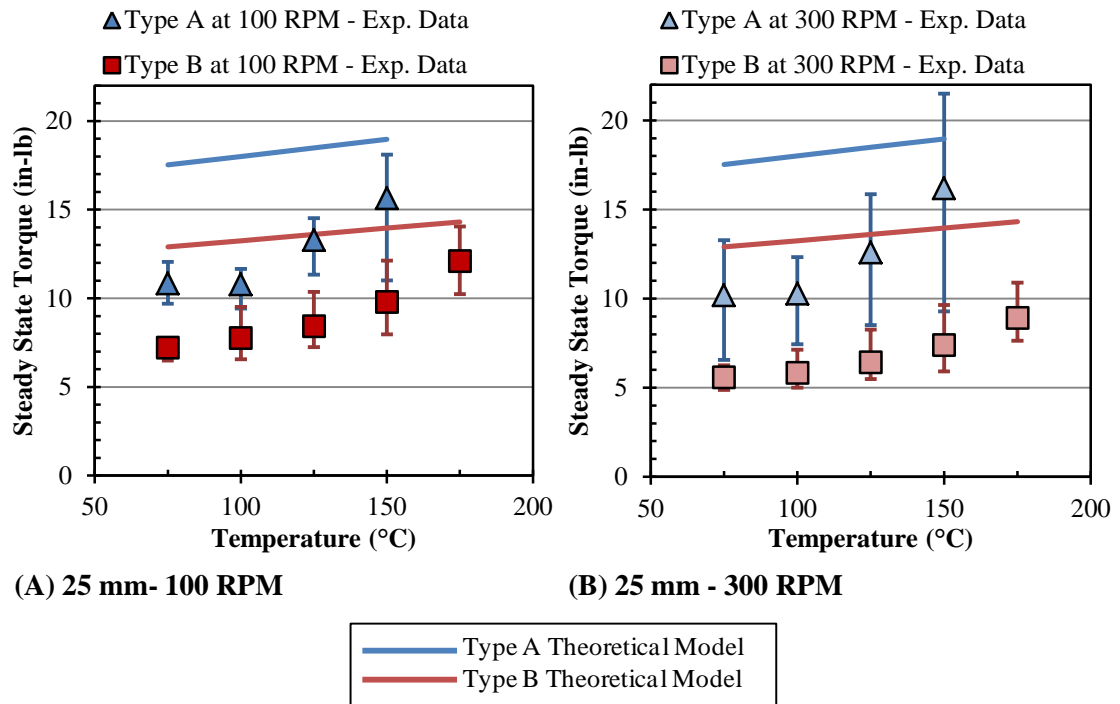 Type A at 100 RPM - Exp. Data
Type B at 100 RPM - Exp. Data
Steady State Torque (in-lb)
20
15
10
5
0
50
100
150
200
Temperature (°C)
(A) 25 mm- 100 RPM
Type A at 300 RPM - Exp. Data
Type B at 300 RPM - Exp. Data
Steady State Torque (in-lb)
20
15
10
5
0
50
100
150
200
Temperature (°C)
(B) 25 mm - 300 RPM
Type A Theoretical Model
Type B Theoretical Model